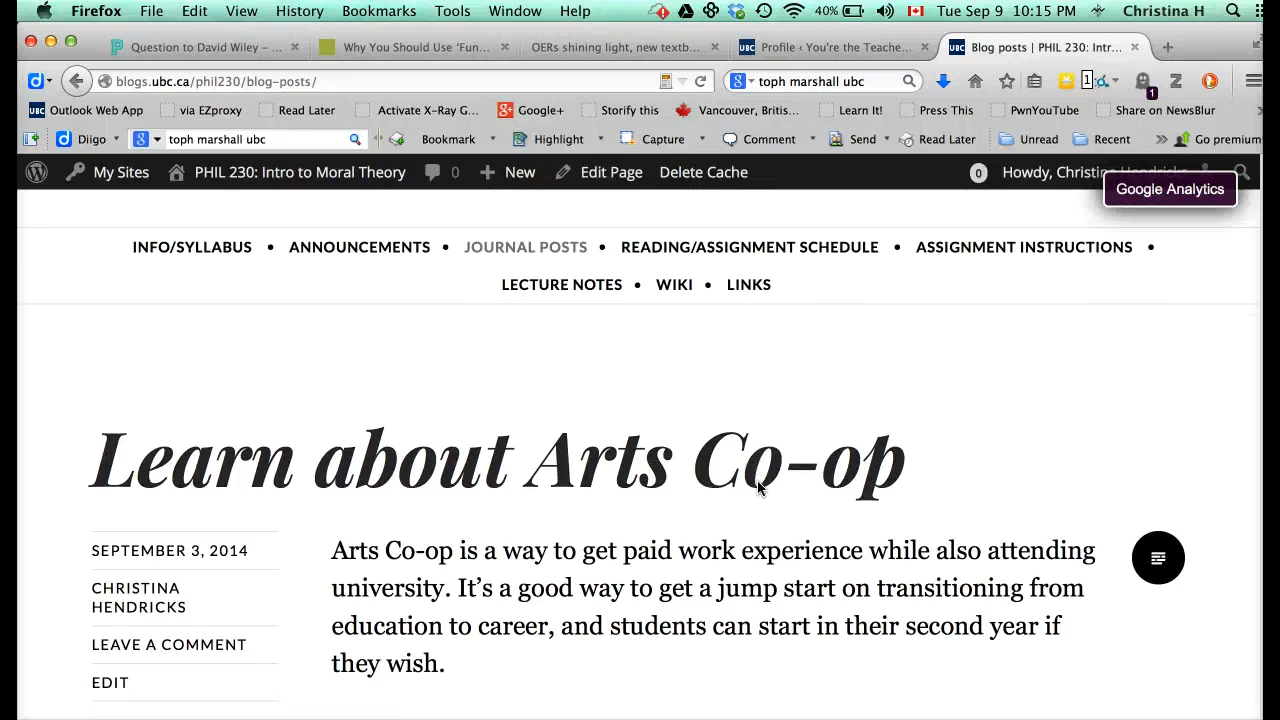 Firefox File Edit View History Bookmarks Tools Window Help 40% Tue Sep 9 10:15 PM Christina H
Question to David Wiley – ... Why You Should Use ‘Fun... OERs shining light, new textb... UBC Profile ‹ You're the Teache... UBC Blog posts | PHIL 230: Intr...
d blogs.ubc.ca/phil230/blog-posts/ g toph marshall ubc 1 Z 1
UBC Outlook Web App via EZproxy Read Later Activate X-Ray G... g+ Google+ Storify this Vancouver, Britis... Learn It! Press This PwnYouTube Share on NewsBlur
d Diigo g toph marshall ubc Bookmark Highlight Capture Comment Send Read Later Unread Recent Go premium
My Sites PHIL 230: Intro to Moral Theory 0 New Edit Page Delete Cache 0 Howdy, Christina Hendricks
Google Analytics
INFO/SYLLABUS • ANNOUNCEMENTS • JOURNAL POSTS • READING/ASSIGNMENT SCHEDULE • ASSIGNMENT INSTRUCTIONS •
LECTURE NOTES • WIKI • LINKS
Learn about Arts Co-op
SEPTEMBER 3, 2014
CHRISTINA
HENDRICKS
LEAVE A COMMENT
EDIT
Arts Co-op is a way to get paid work experience while also attending
university. It’s a good way to get a jump start on transitioning from
education to career, and students can start in their second year if
they wish.